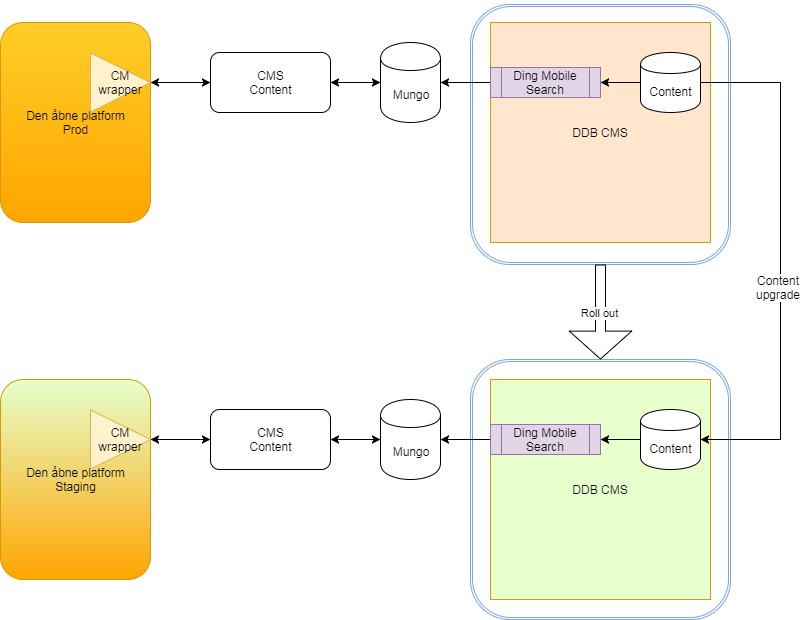 CM
wrapper
Den åbne platform
Prod
CMS
Content
Mungo
Ding Mobile
Search
Content
DDB CMS
Content
upgrade
Roll out
CM
wrapper
Den åbne platform
Staging
CMS
Content
Mungo
Ding Mobile
Search
Content
DDB CMS